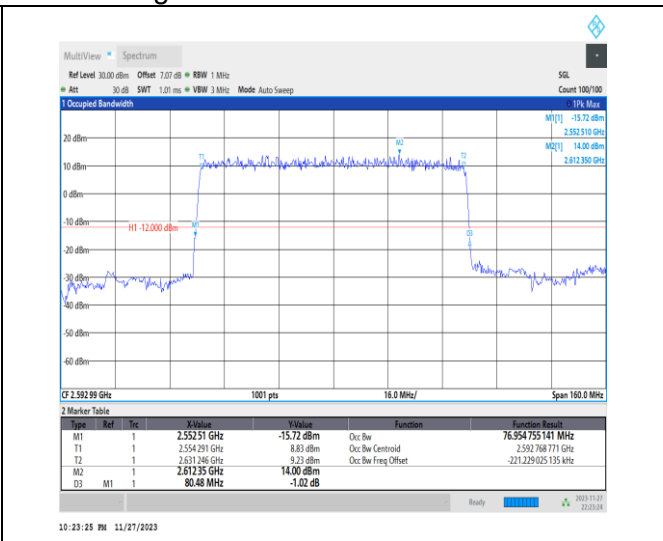 MultiView Spectrum
Ref Level 30.00 dBm Offset 7.07 dB RBW 1 MHz SGL
Att 30 dB SWT 1.01 ms VBW 3 MHz Mode Auto Sweep Count 100/100
1 Occupied Bandwidth 1Pk Max
M1[1] -15.72 dBm
2.552 510 GHz
M2[1] 14.00 dBm
2.612 350 GHz
20 dBm
M2
T1
10 dBm
0 dBm
-10 dBm
H1 -12.000 dBm
M1
D3
-20 dBm
-30 dBm
-40 dBm
-50 dBm
-60 dBm
CF 2.592 99 GHz 1001 pts 16.0 MHz/ Span 160.0 MHz
2 Marker Table
Type Ref Trc X-Value Y-Value Function Function Result
M1 1 2.552 51 GHz -15.72 dBm Occ Bw 76.954 755 141 MHz
T1 1 2.554 291 GHz 8.83 dBm Occ Bw Centroid 2.592 768 771 GHz
T2 1 2.631 246 GHz 9.23 dBm Occ Bw Freq Offset -221.229 025 135 kHz
M2 1 2.612 35 GHz 14.00 dBm
D3 M1 1 80.48 MHz -1.02 dB
Ready 2023-11-27
22:23:24
10:23:25 PM 11/27/2023